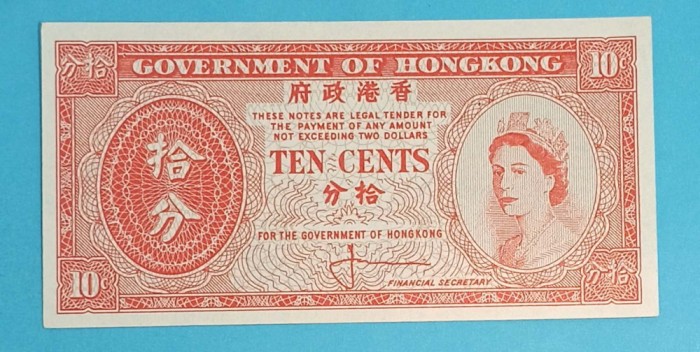 分拾
GOVERNMENT OF HONGKONG
10¢
府政港香
THESE NOTES ARE LEGAL TENDER FOR
THE PAYMENT OF ANY AMOUNT
NOT EXCEEDING TWO DOLLARS
拾分
TEN CENTS
分拾
FOR THE GOVERNMENT OF HONGKONG
FINANCIAL SECRETARY
10¢
分拾